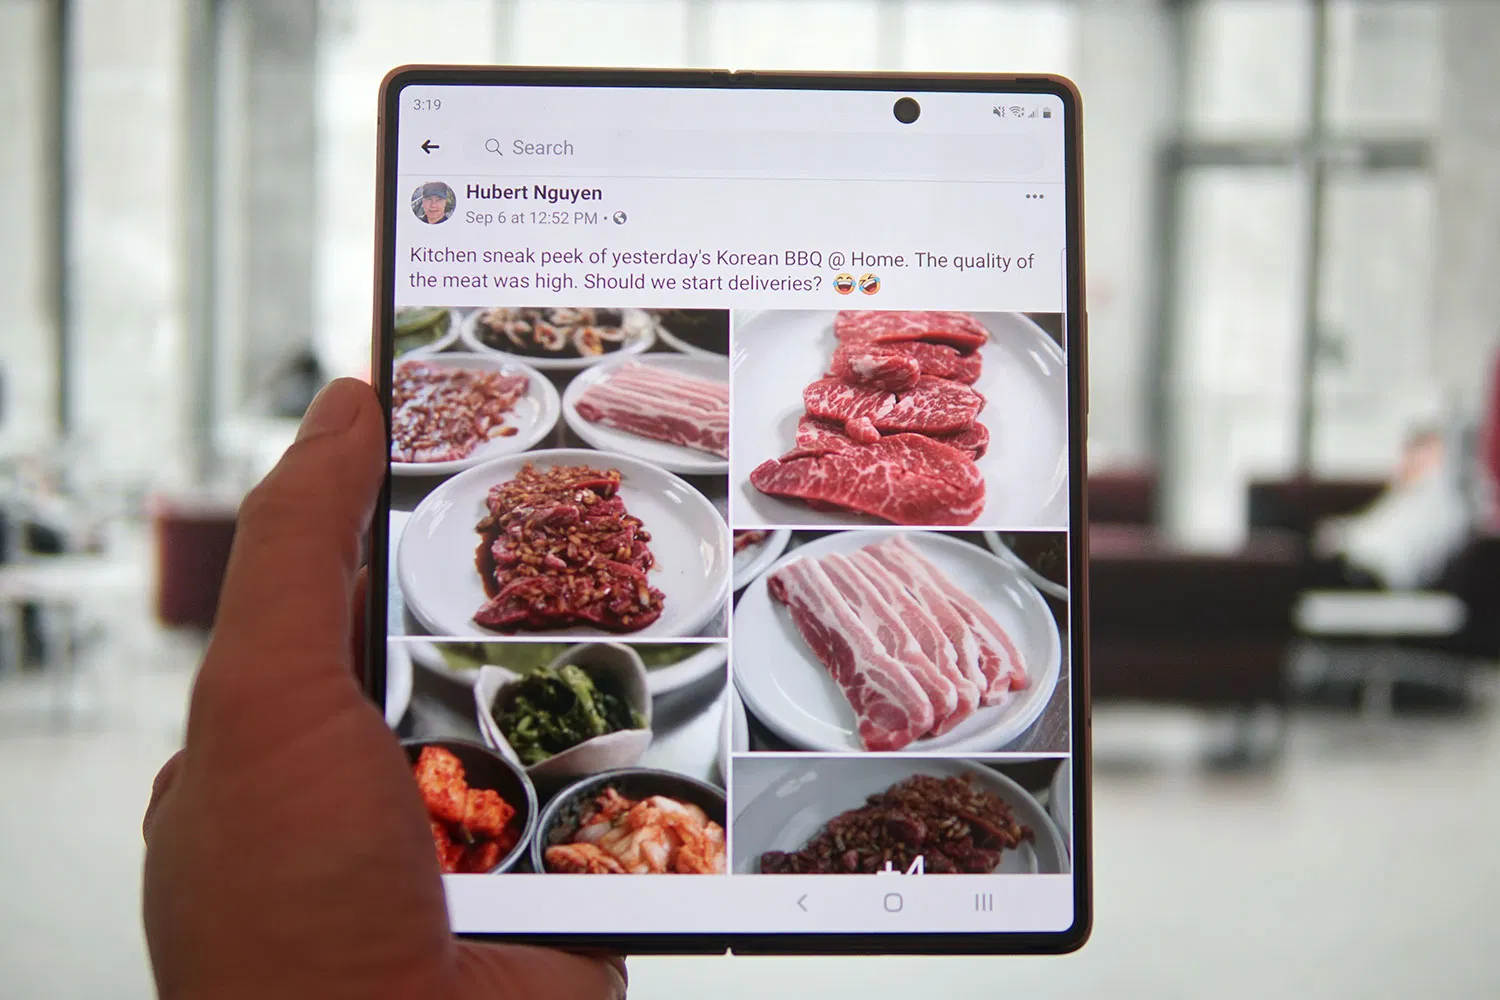 3:19
Search
Hubert Nguyen
Sep 6 at 12:52 PM •
Kitchen sneak peek of yesterday's Korean BBQ @ Home. The quality of
the meat was high. Should we start deliveries? 😂🤣
+4